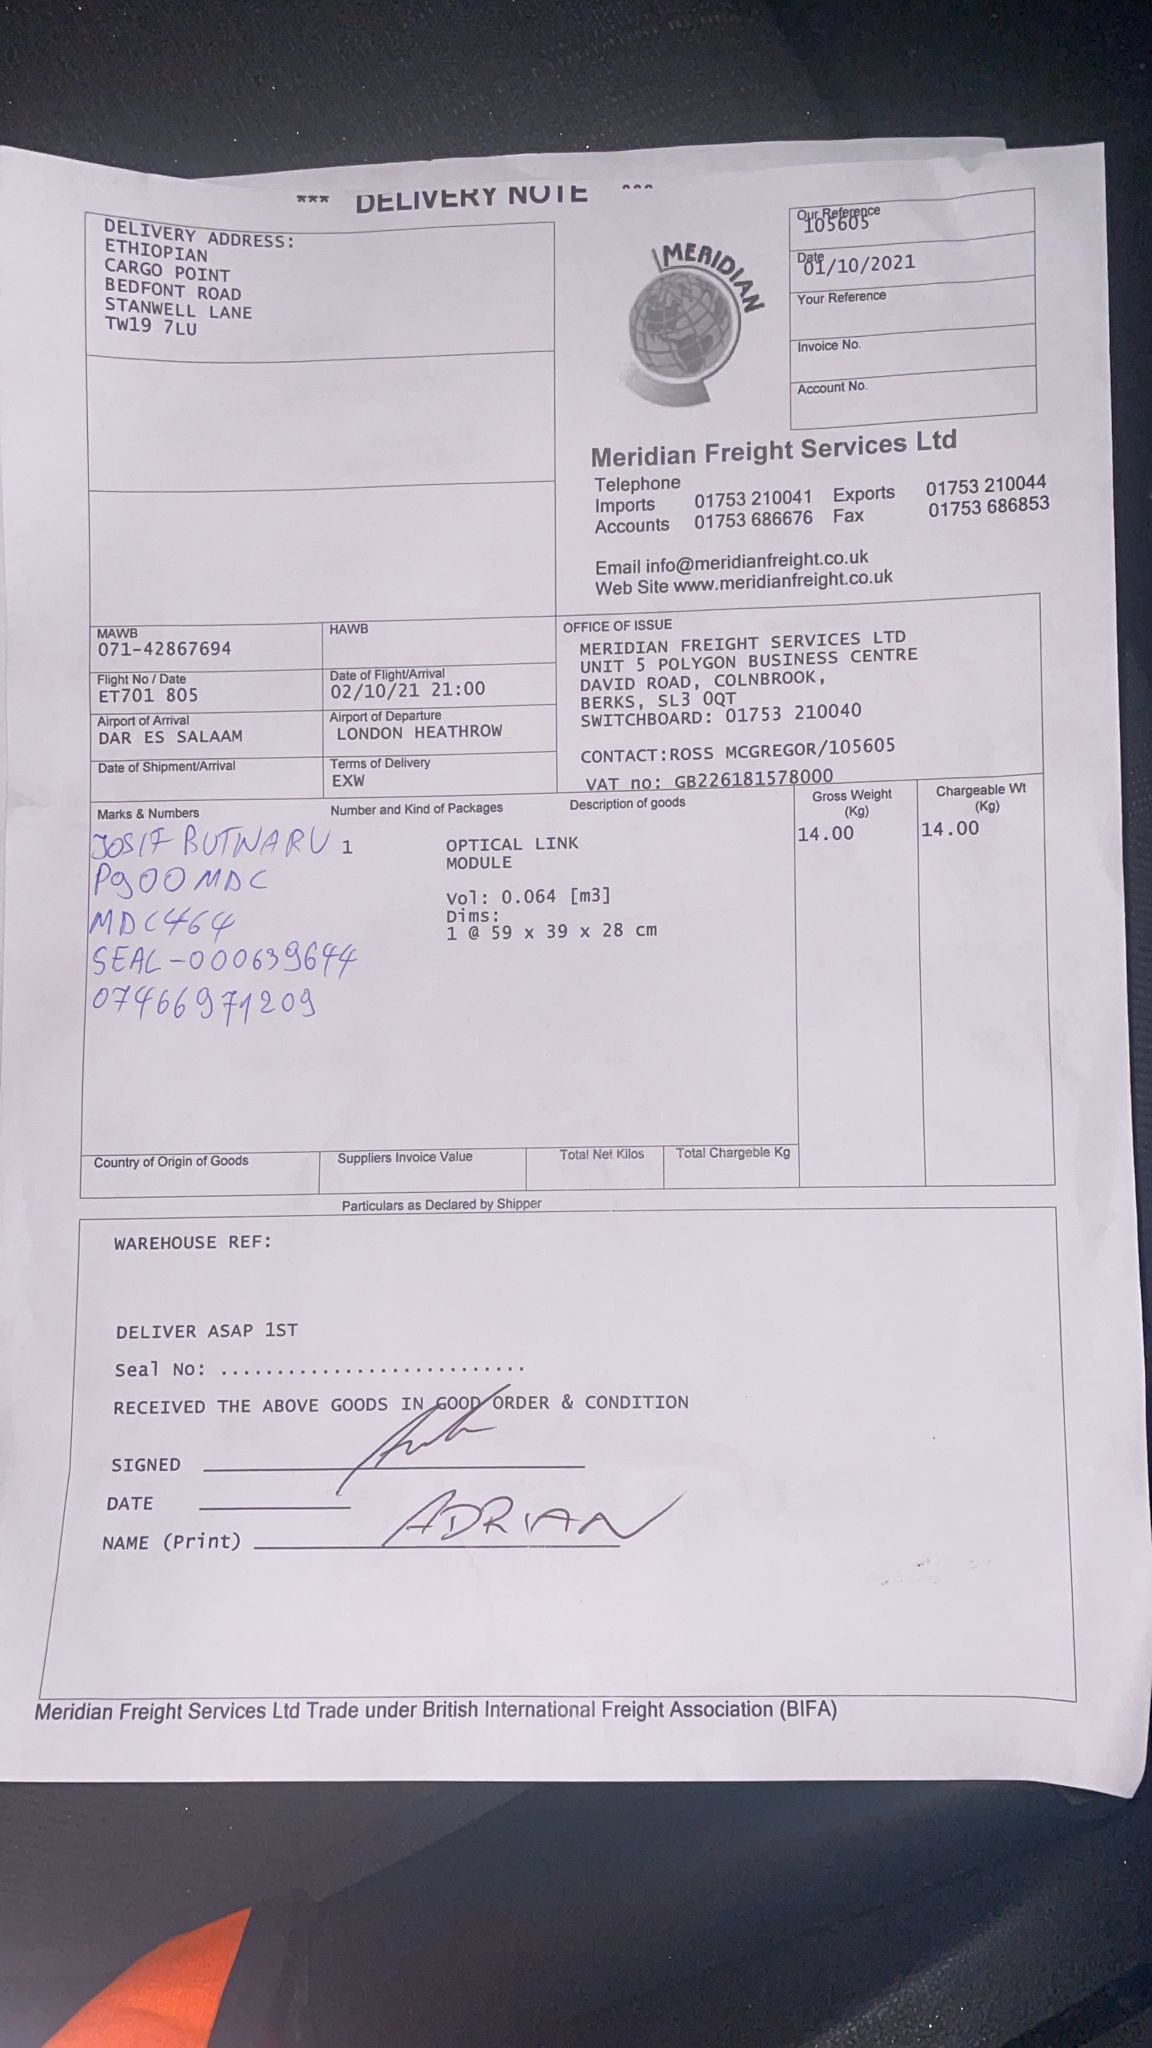 *** DELIVERY NOTE ***
DELIVERY ADDRESS:
ETHIOPIAN
CARGO POINT
BEDFONT ROAD
STANWELL LANE
TW19 7LU
MERIDIAN
Our Reference
105605
Date
01/10/2021
Your Reference
Invoice No.
Account No.
Meridian Freight Services Ltd
Telephone
Imports 01753 210041 Exports 01753 210044
Accounts 01753 686676 Fax 01753 686853
Email info@meridianfreight.co.uk
Web Site www.meridianfreight.co.uk
MAWB
071-42867694
HAWB
Flight No / Date
ET701 805
Date of Flight/Arrival
02/10/21 21:00
Airport of Arrival
DAR ES SALAAM
Airport of Departure
LONDON HEATHROW
Date of Shipment/Arrival
Terms of Delivery
EXW
OFFICE OF ISSUE
MERIDIAN FREIGHT SERVICES LTD
UNIT 5 POLYGON BUSINESS CENTRE
DAVID ROAD, COLNBROOK,
BERKS, SL3 0QT
SWITCHBOARD: 01753 210040
CONTACT:ROSS MCGREGOR/105605
VAT no: GB226181578000
Marks & Numbers Number and Kind of Packages Description of goods Gross Weight (Kg) Chargeable Wt (Kg)
JOSIF BUTNARU 1 OPTICAL LINK 14.00 14.00
MODULE
P900MDC
Vol: 0.064 [m3]
MDC464
Dims:
1 @ 59 x 39 x 28 cm
SEAL-000639644
07466971209
Country of Origin of Goods Suppliers Invoice Value Total Net Kilos Total Chargeble Kg
Particulars as Declared by Shipper
WAREHOUSE REF:
DELIVER ASAP 1ST
Seal No: ...........................
RECEIVED THE ABOVE GOODS IN GOOD ORDER & CONDITION
SIGNED
DATE
NAME (Print) ADRIAN
Meridian Freight Services Ltd Trade under British International Freight Association (BIFA)